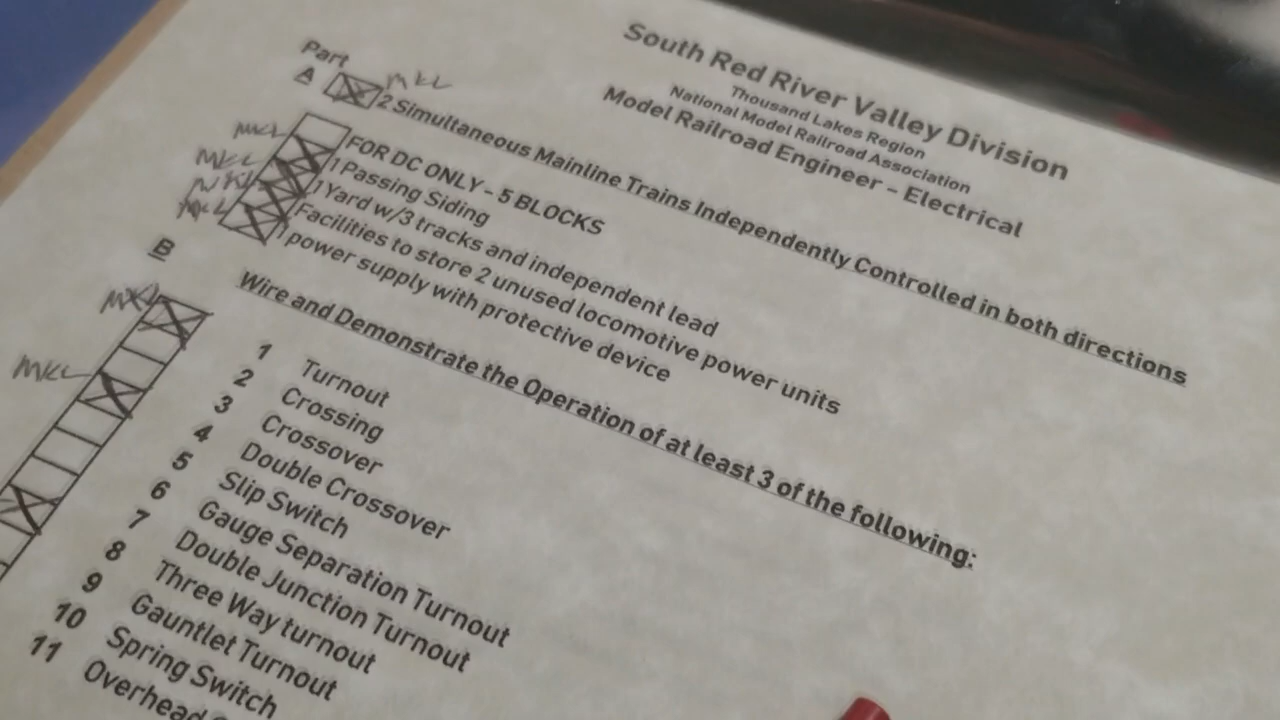 South Red River Valley Division
Thousand Lakes Region
National Model Railroad Association
Model Railroad Engineer – Electrical
Part
A MKL 2 Simultaneous Mainline Trains Independently Controlled in both directions
FOR DC ONLY – 5 BLOCKS
MKL 1 Passing Siding
MKL 1 Yard w/3 tracks and independent lead
MKL Facilities to store 2 unused locomotive power units
MKL 1 power supply with protective device
B Wire and Demonstrate the Operation of at least 3 of the following:
MKL 1 Turnout
2 Crossing
MKL 3 Crossover
4 Double Crossover
5 Slip Switch
6 Gauge Separation Turnout
7 Double Junction Turnout
8 Three Way turnout
9 Gauntlet Turnout
10 Spring Switch
11 Overhead